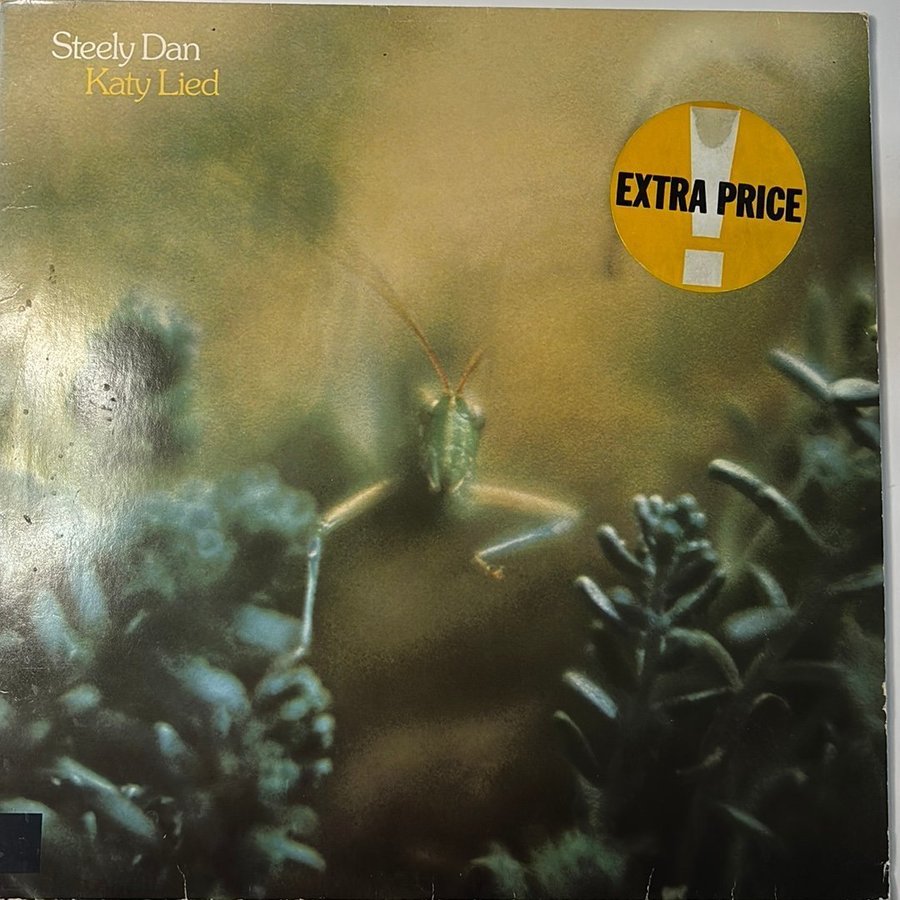 Steely Dan
Katy Lied
EXTRA PRICE